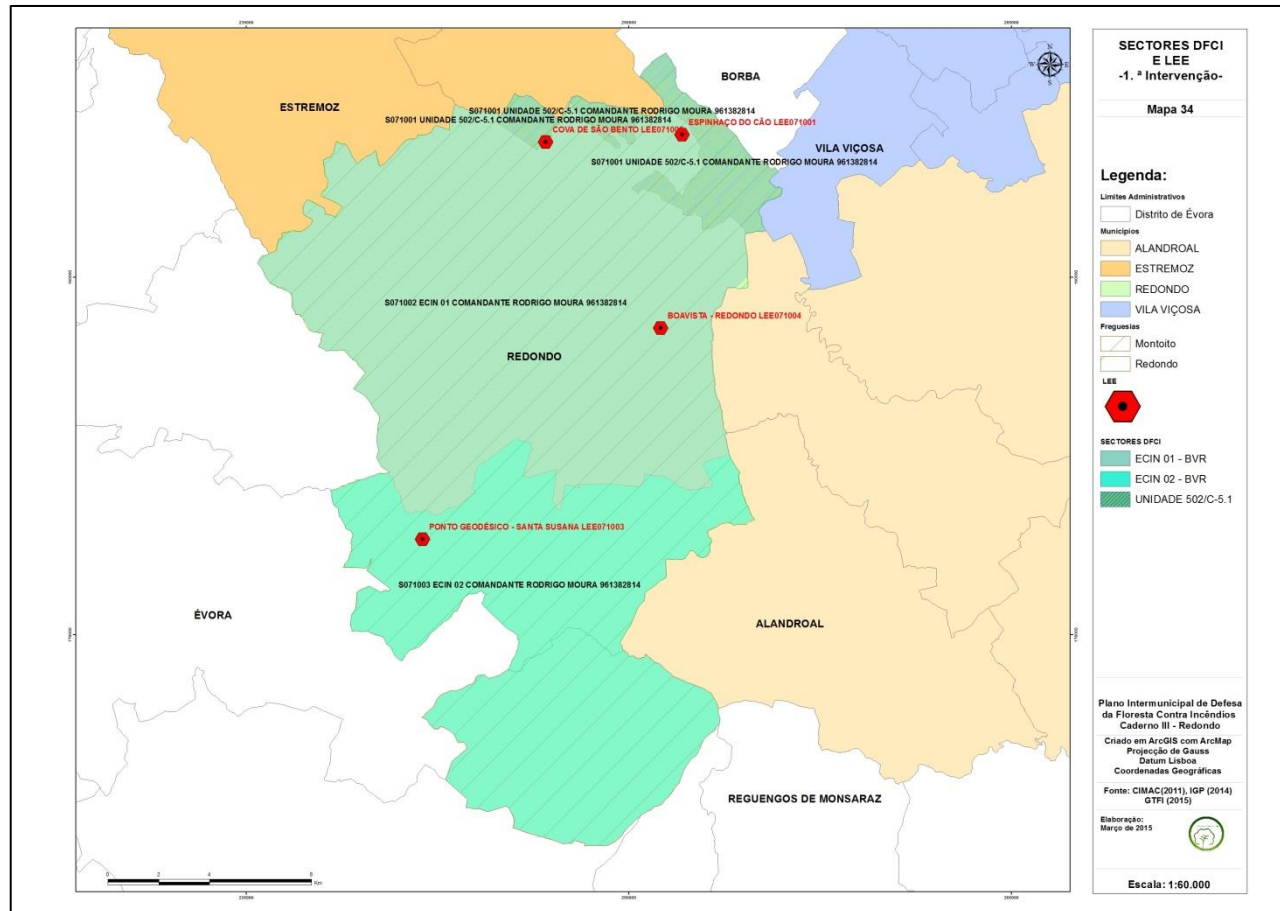 ESTREMOZ
BORBA
S071001 UNIDADE 502/C-5.1 COMANDANTE RODRIGO MOURA 961382814
S071001 UNIDADE 502/C-5.1 COMANDANTE RODRIGO MOURA 961382814
ESPINHAÇO DO CÃO LEE071001
COVA DE SÃO BENTO
VILA VIÇOSA
S071001 UNIDADE 502/C-5.1 COMANDANTE RODRIGO MOURA 961382814
S071002 ECIN 01 COMANDANTE RODRIGO MOURA 961382814
BOAVISTA - REDONDO LEE071004
REDONDO
PONTO GEODÉSICO - SANTA SUSANA LEE071003
S071003 ECIN 02 COMANDANTE RODRIGO MOURA 961382814
ÉVORA
ALANDROAL
REGUENGOS DE MONSARAZ
0 2 4 8
Km
SECTORES DFCI
E LEE
-1. ª Intervenção-
Mapa 34
N
W E
S
Legenda:
Limites Administrativos
Distrito de Évora
Municípios
ALANDROAL
ESTREMOZ
REDONDO
VILA VIÇOSA
Freguesias
Montoito
Redondo
LEE
SECTORES DFCI
ECIN 01 - BVR
ECIN 02 - BVR
UNIDADE 502/C-5.1
Plano Intermunicipal de Defesa
da Floresta Contra Incêndios
Caderno III - Redondo
Criado em ArcGIS com ArcMap
Projecção de Gauss
Datum Lisboa
Coordenadas Geográficas
Fonte: CIMAC(2011), IGP (2014)
GTFI (2015)
Elaboração:
Março de 2015
Escala: 1:60.000